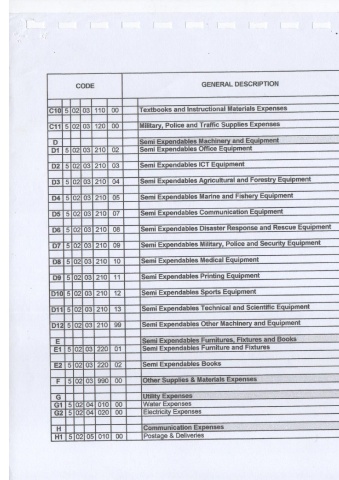 CODE GENERAL DESCRIPTION
C10 5 02 03 110 00 Textbooks and Instructional Materials Expenses
C11 5 02 03 120 00 Military, Police and Traffic Supplies Expenses
D Semi Expendables Machinery and Equipment
D1 5 02 03 210 02 Semi Expendables Office Equipment
D2 5 02 03 210 03 Semi Expendables ICT Equipment
D3 5 02 03 210 04 Semi Expendables Agricultural and Forestry Equipment
D4 5 02 03 210 05 Semi Expendables Marine and Fishery Equipment
D5 5 02 03 210 07 Semi Expendables Communication Equipment
D6 5 02 03 210 08 Semi Expendables Disaster Response and Rescue Equipment
D7 5 02 03 210 09 Semi Expendables Military, Police and Security Equipment
D8 5 02 03 210 10 Semi Expendables Medical Equipment
D9 5 02 03 210 11 Semi Expendables Printing Equipment
D10 5 02 03 210 12 Semi Expendables Sports Equipment
D11 5 02 03 210 13 Semi Expendables Technical and Scientific Equipment
D12 5 02 03 210 99 Semi Expendables Other Machinery and Equipment
E Semi Expendables Furnitures, Fixtures and Books
E1 5 02 03 220 01 Semi Expendables Furniture and Fixtures
E2 5 02 03 220 02 Semi Expendables Books
F 5 02 03 990 00 Other Supplies & Materials Expenses
G Utility Expenses
G1 5 02 04 010 00 Water Expenses
G2 5 02 04 020 00 Electricity Expenses
H Communication Expenses
H1 5 02 05 010 00 Postage & Deliveries